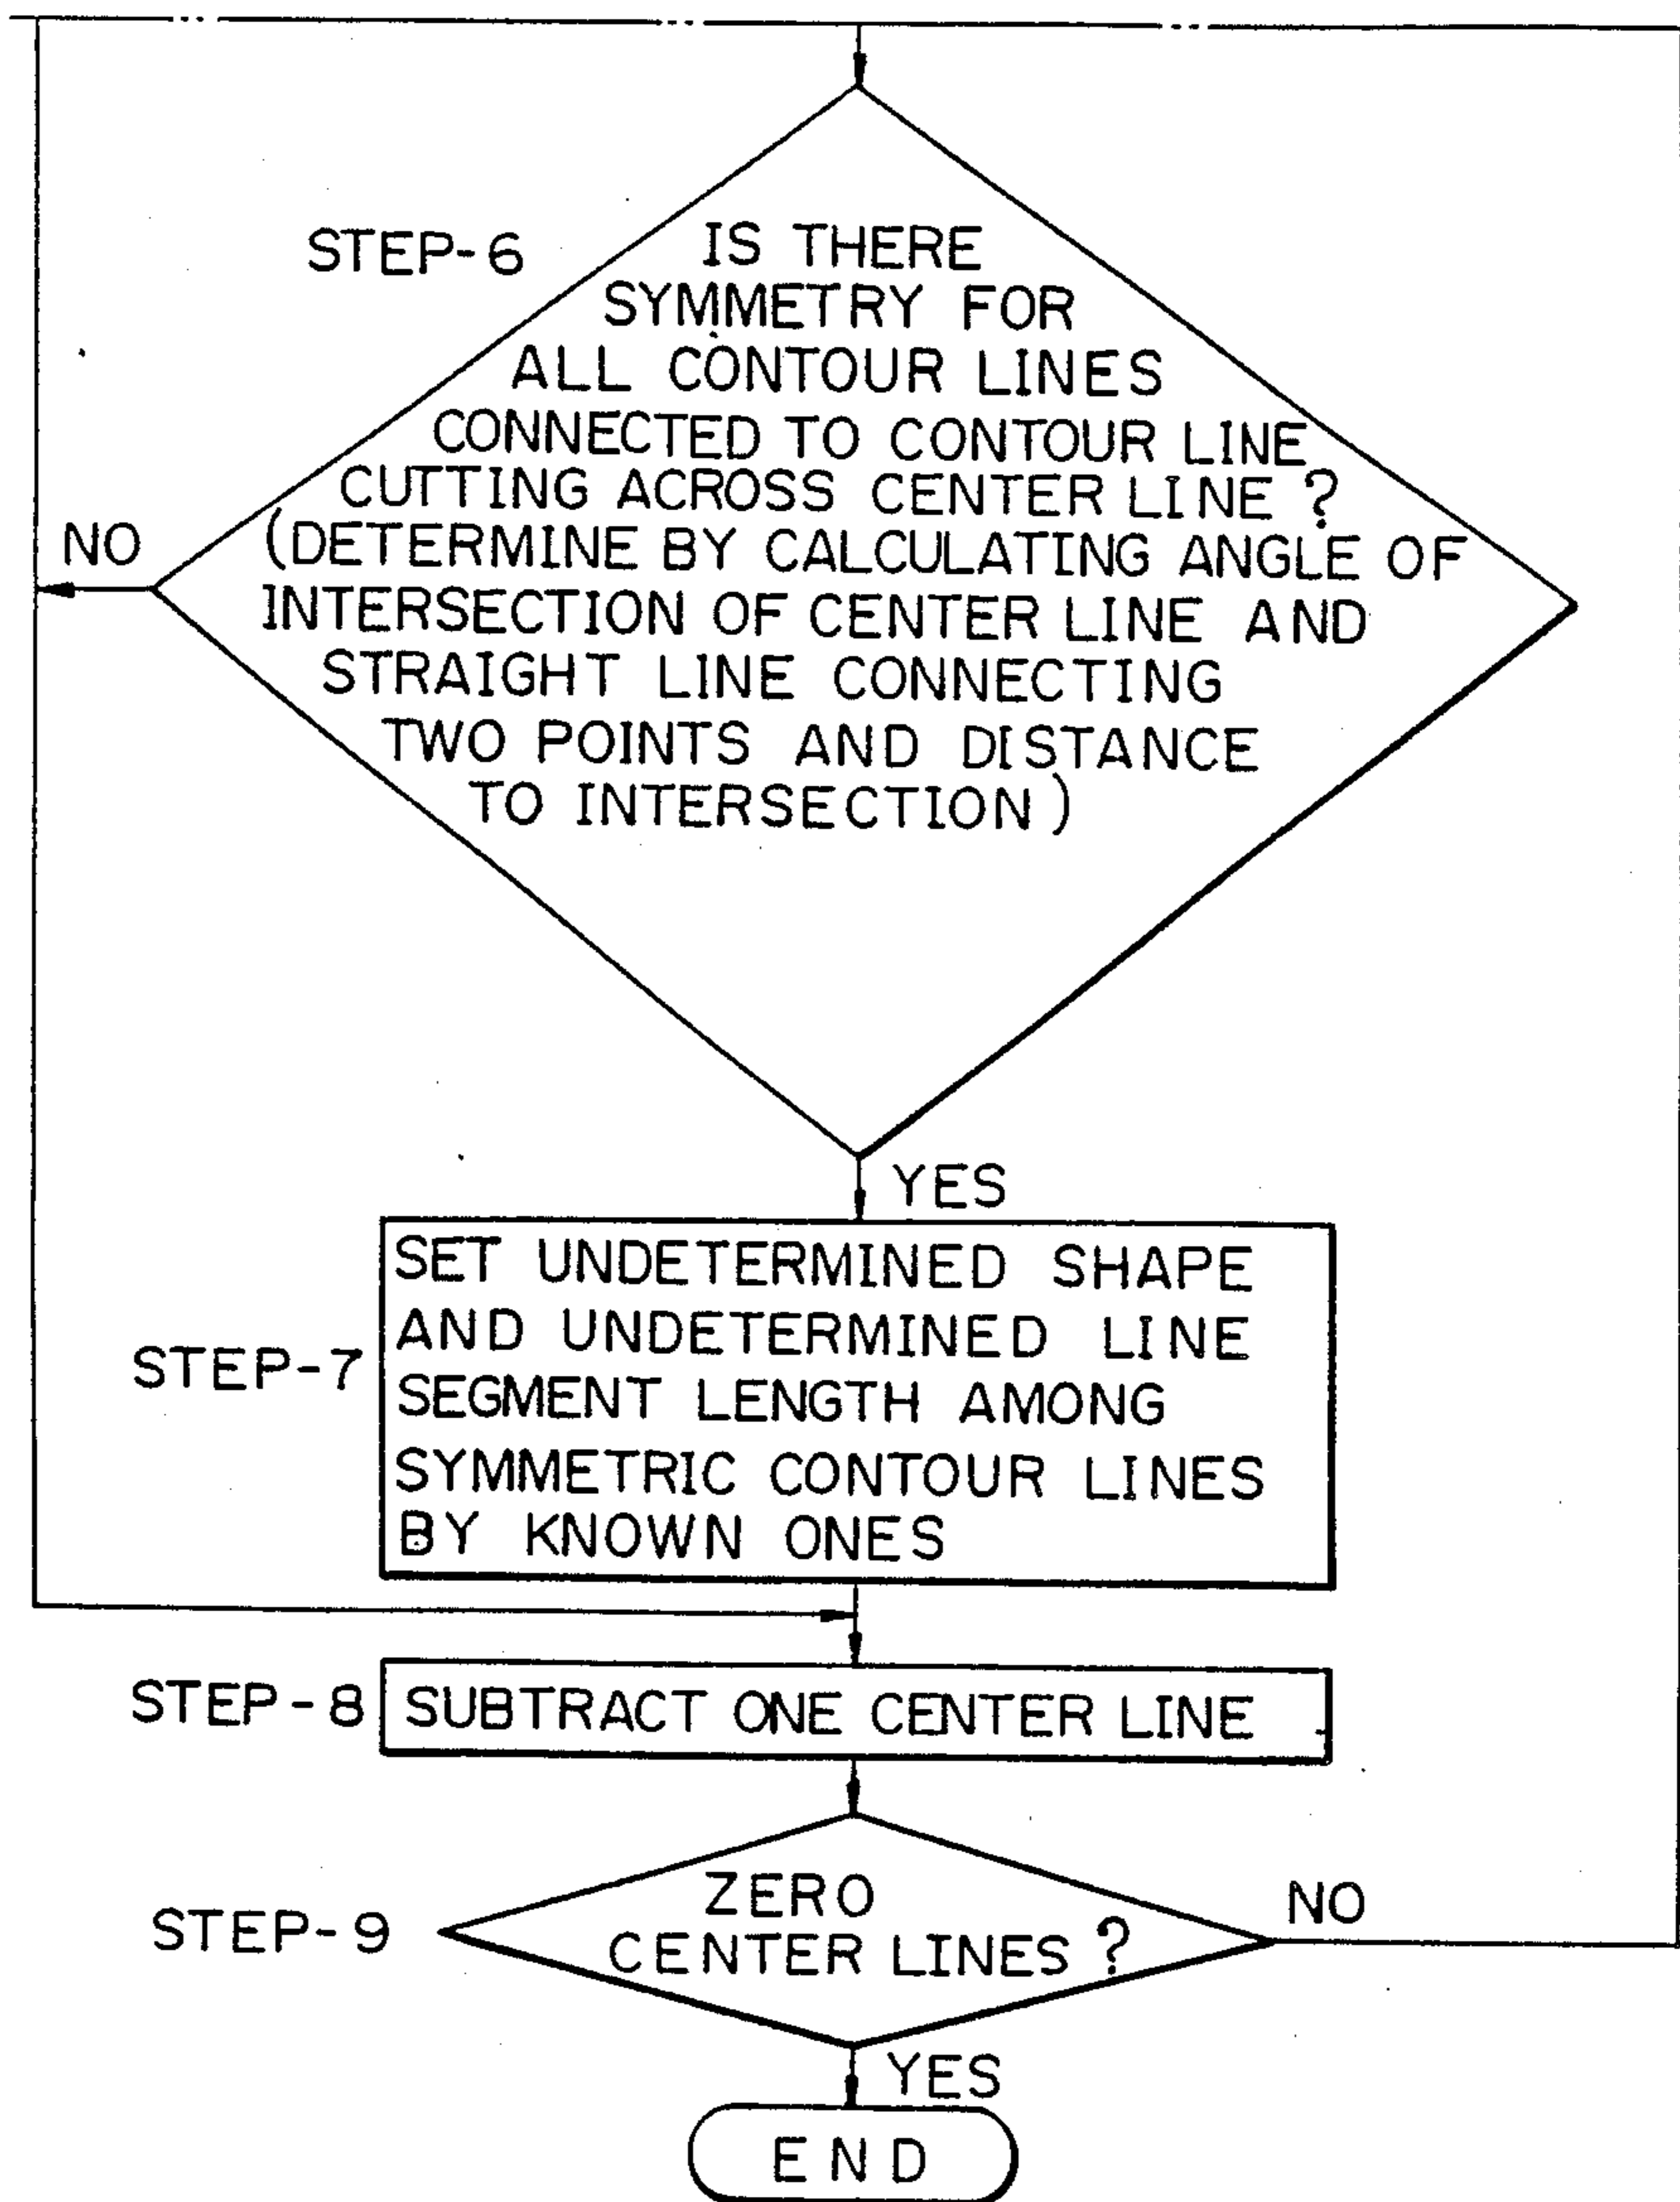 STEP-6
IS THERE
SYMMETRY FOR
ALL CONTOUR LINES
CONNECTED TO CONTOUR LINE
CUTTING ACROSS CENTER LINE ?
(DETERMINE BY CALCULATING ANGLE OF
INTERSECTION OF CENTER LINE AND
STRAIGHT LINE CONNECTING
TWO POINTS AND DISTANCE
TO INTERSECTION)
NO
YES
STEP-7
SET UNDETERMINED SHAPE
AND UNDETERMINED LINE
SEGMENT LENGTH AMONG
SYMMETRIC CONTOUR LINES
BY KNOWN ONES
STEP-8
SUBTRACT ONE CENTER LINE
STEP-9
ZERO
CENTER LINES ?
NO
YES
END